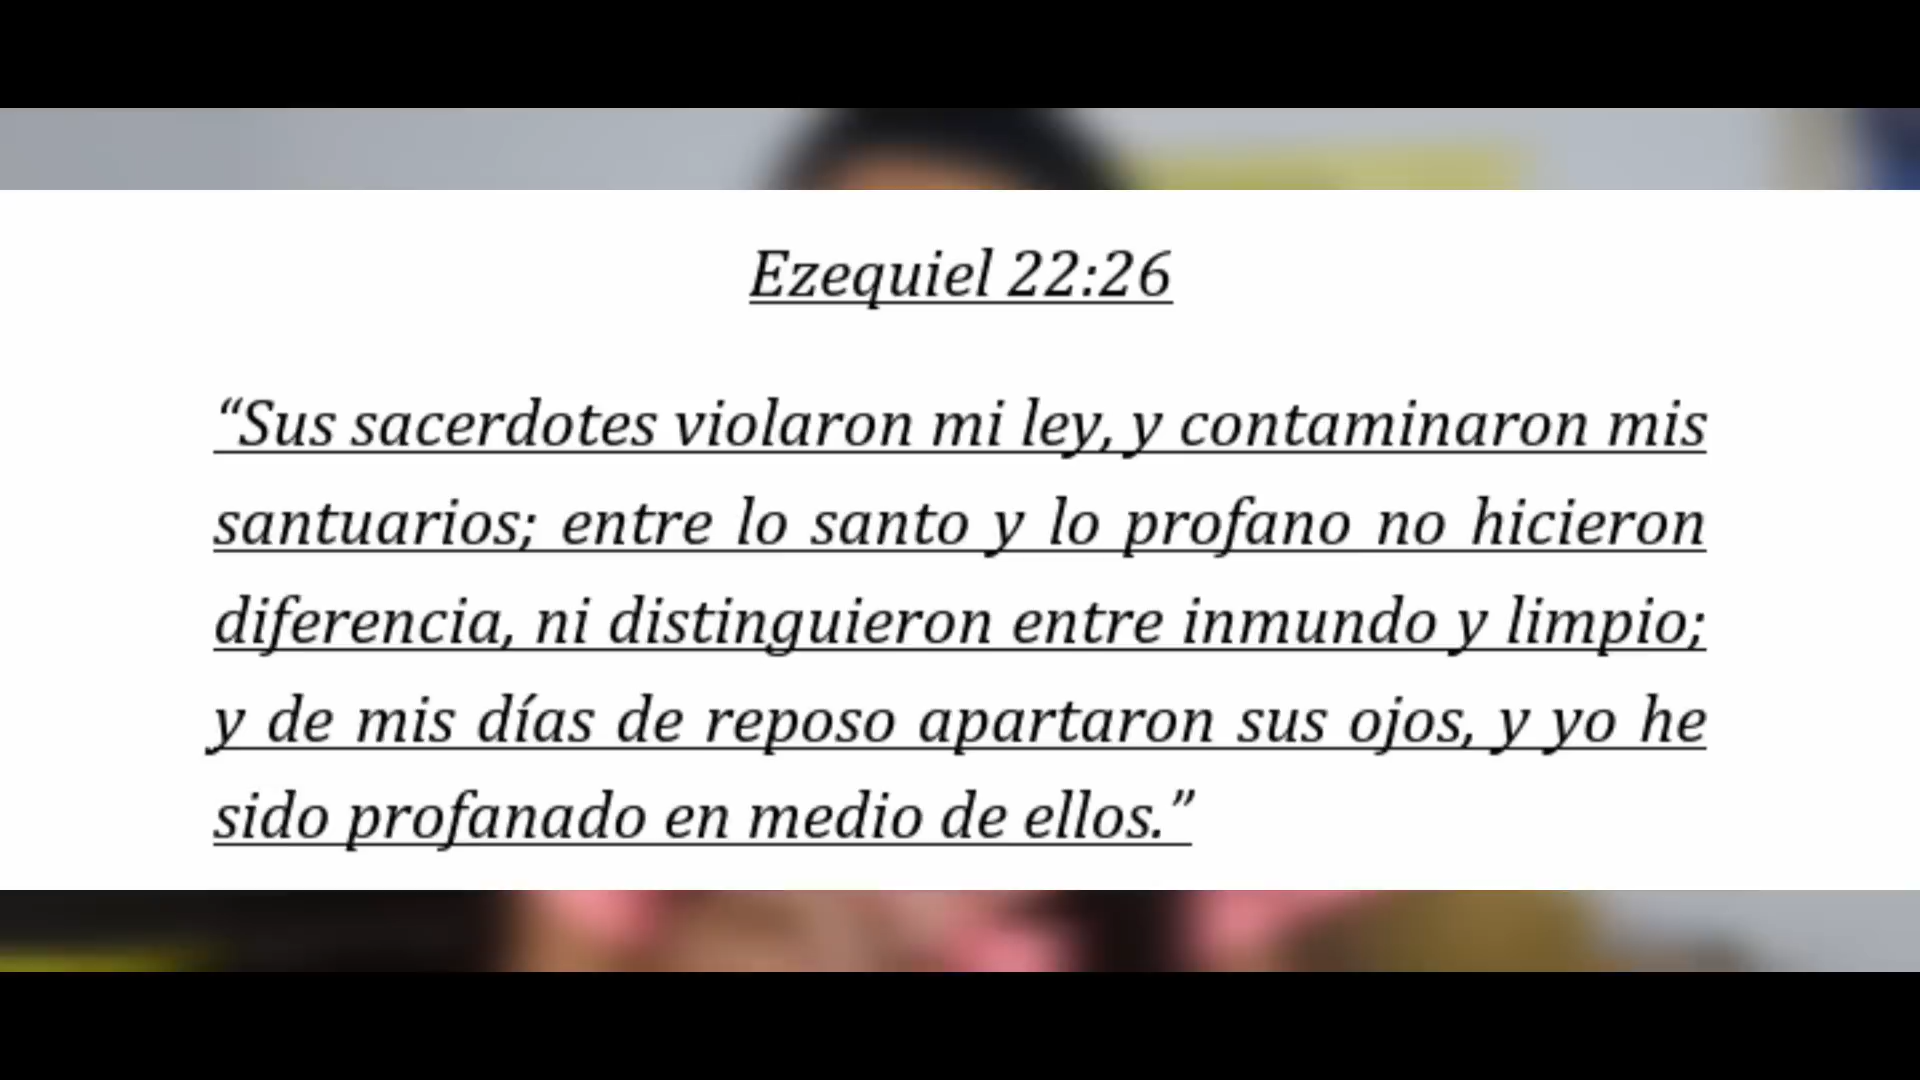 Ezequiel 22:26
“Sus sacerdotes violaron mi ley, y contaminaron mis
santuarios; entre lo santo y lo profano no hicieron
diferencia, ni distinguieron entre inmundo y limpio;
y de mis días de reposo apartaron sus ojos, y yo he
sido profanado en medio de ellos.”